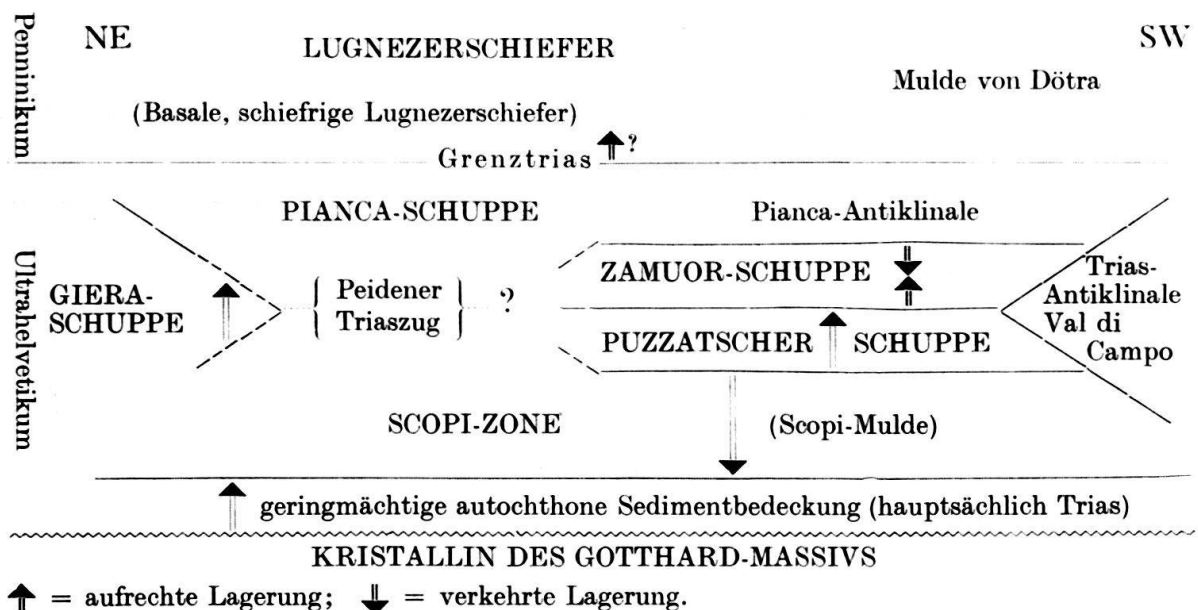 NE
SW
Penninikum
LUGNEZERSCHIEFER
Mulde von Dötra
(Basale, schiefrige Lugnezerschiefer)
Grenztrias ?
Ultrahelvetikum
PIANCA-SCHUPPE
Pianca-Antiklinale
GIERA-
SCHUPPE
Peidener
Triaszug
?
ZAMUOR-SCHUPPE
PUZZATSCHER SCHUPPE
Trias-
Antiklinale
Val di
Campo
SCOPI-ZONE
(Scopi-Mulde)
geringmächtige autochthone Sedimentbedeckung (hauptsächlich Trias)
KRISTALLIN DES GOTTHARD-MASSIVS
= aufrechte Lagerung; = verkehrte Lagerung.